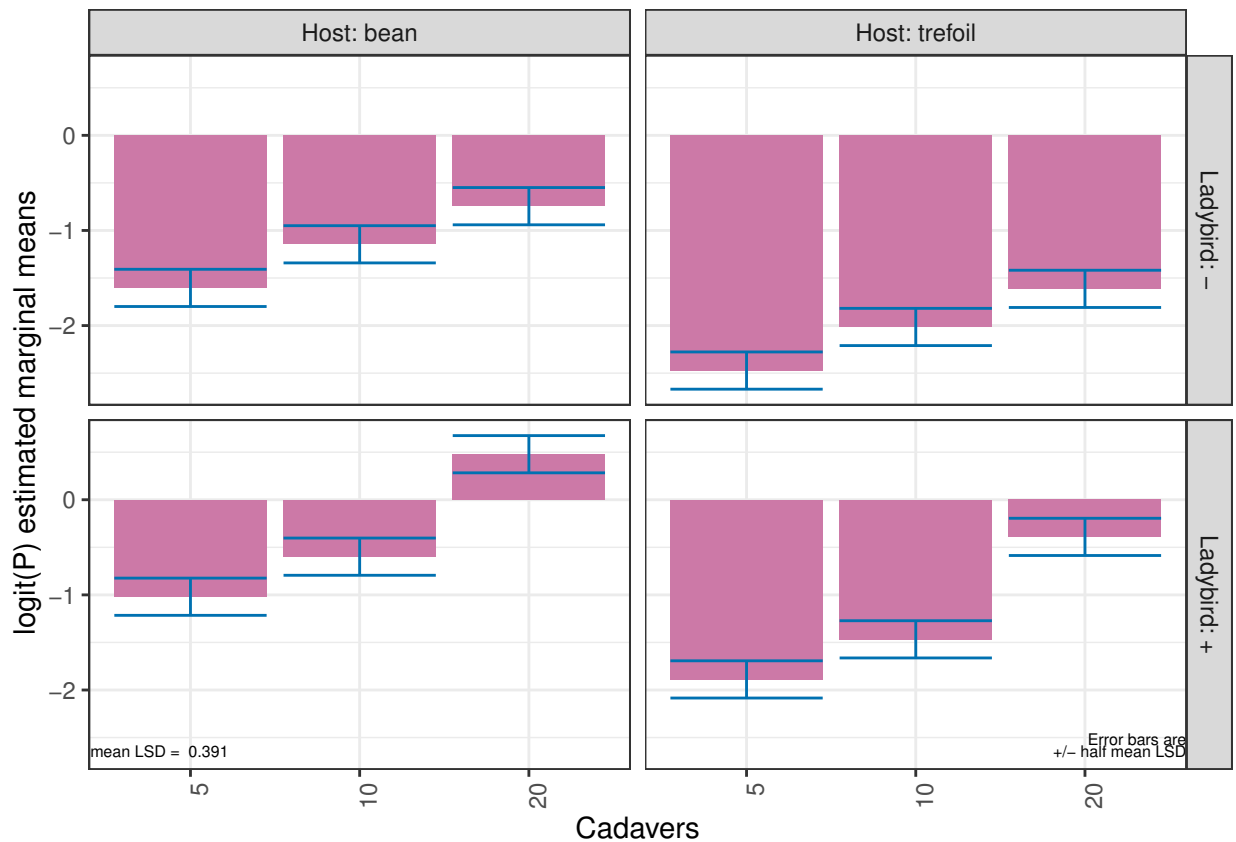 Host: bean
Host: trefoil
logit(P) estimated marginal means
0
−1
−2
Ladybird: −
0
−1
−2
Ladybird: +
mean LSD = 0.391
Error bars are
+/− half mean LSD
5
10
20
5
10
20
Cadavers